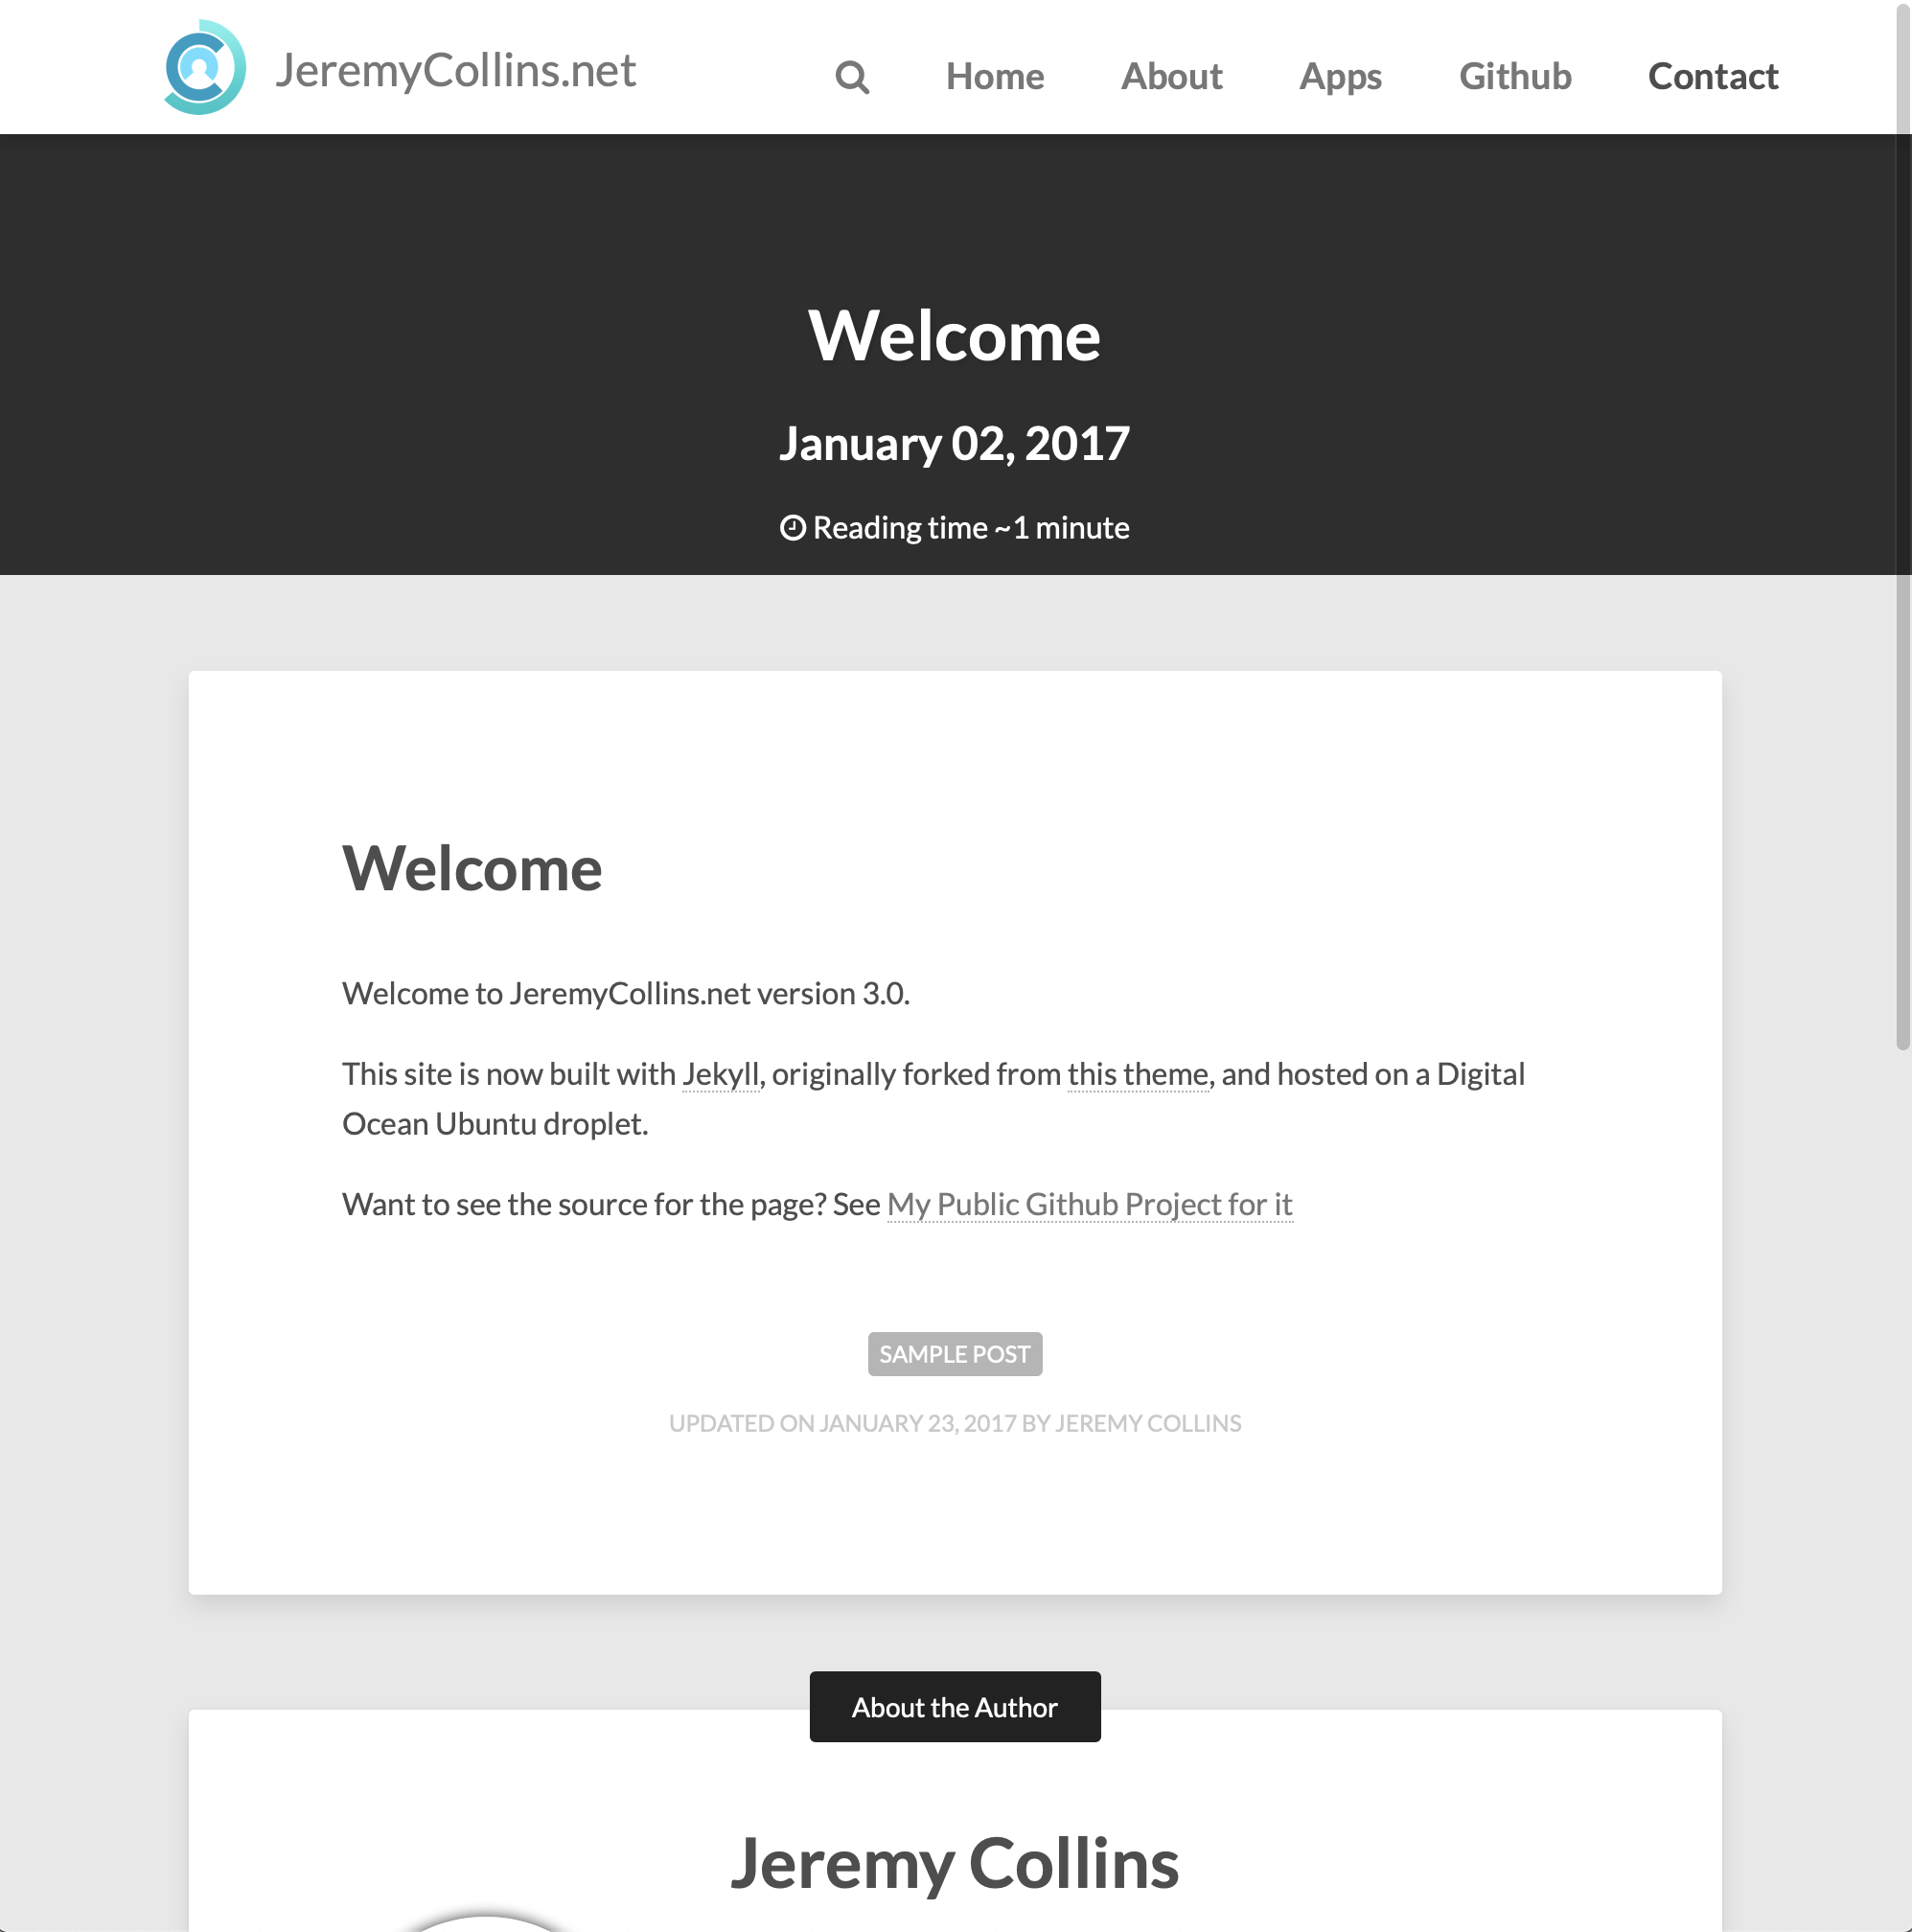 JeremyCollins.net
Home About Apps Github Contact
Welcome
January 02, 2017
Reading time ~1 minute
Welcome
Welcome to JeremyCollins.net version 3.0.
This site is now built with Jekyll, originally forked from this theme, and hosted on a Digital
Ocean Ubuntu droplet.
Want to see the source for the page? See My Public Github Project for it
SAMPLE POST
UPDATED ON JANUARY 23, 2017 BY JEREMY COLLINS
About the Author
Jeremy Collins